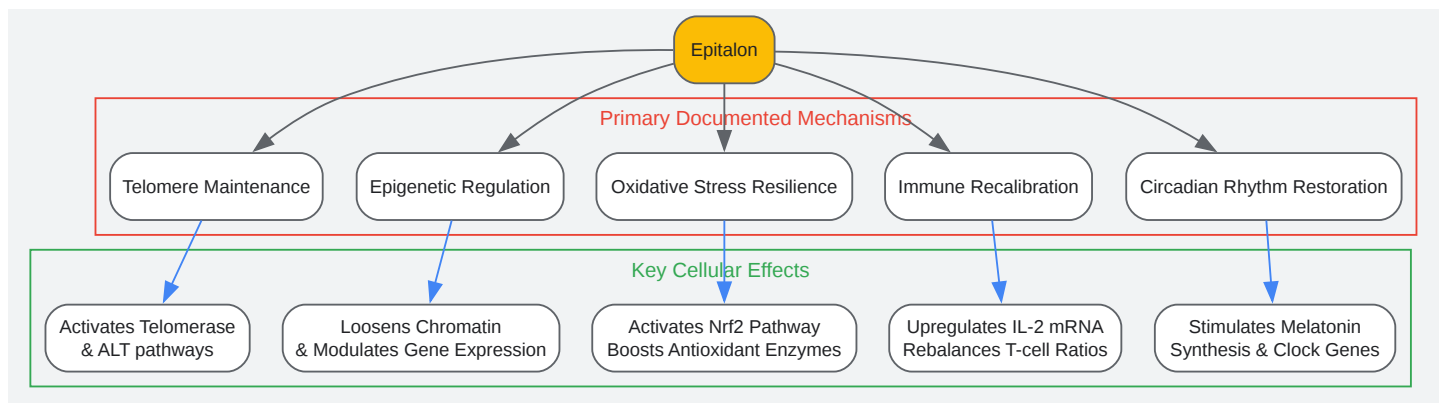 Epitalon
Primary Documented Mechanisms
Telomere Maintenance
Epigenetic Regulation
Oxidative Stress Resilience
Immune Recalibration
Circadian Rhythm Restoration
Key Cellular Effects
Activates Telomerase
& ALT pathways
Loosens Chromatin
& Modulates Gene Expression
Activates Nrf2 Pathway
Boosts Antioxidant Enzymes
Upregulates IL-2 mRNA
Rebalances T-cell Ratios
Stimulates Melatonin
Synthesis & Clock Genes